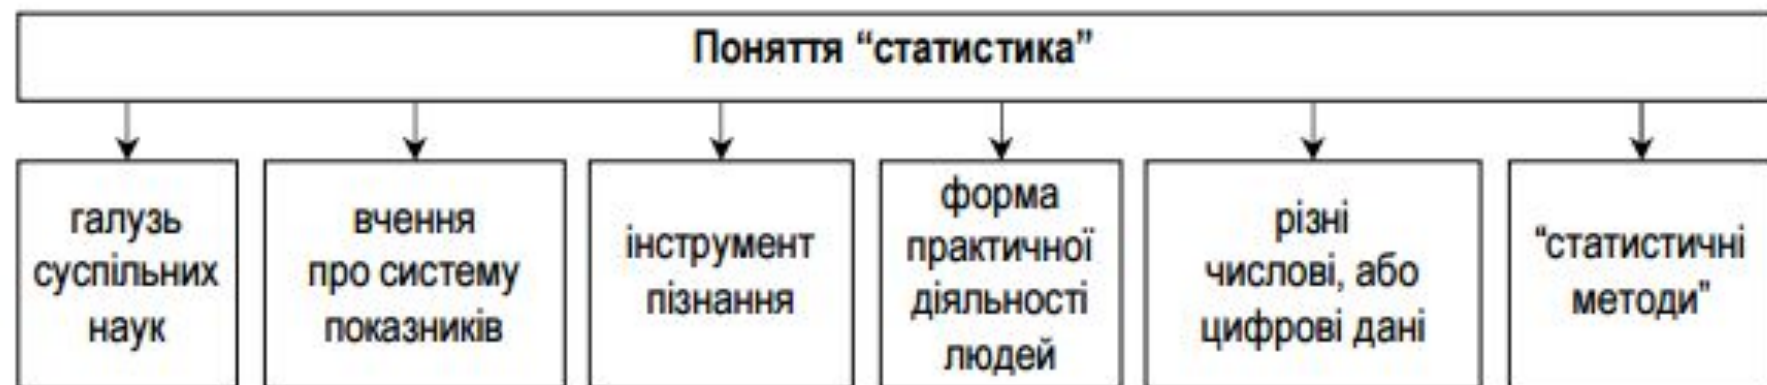 Поняття “статистика”
галузь
суспільних
наук
вчення
про систему
показників
інструмент
пізнання
форма
практичної
діяльності
людей
різні
числові, або
цифрові дані
“статистичні
методи”